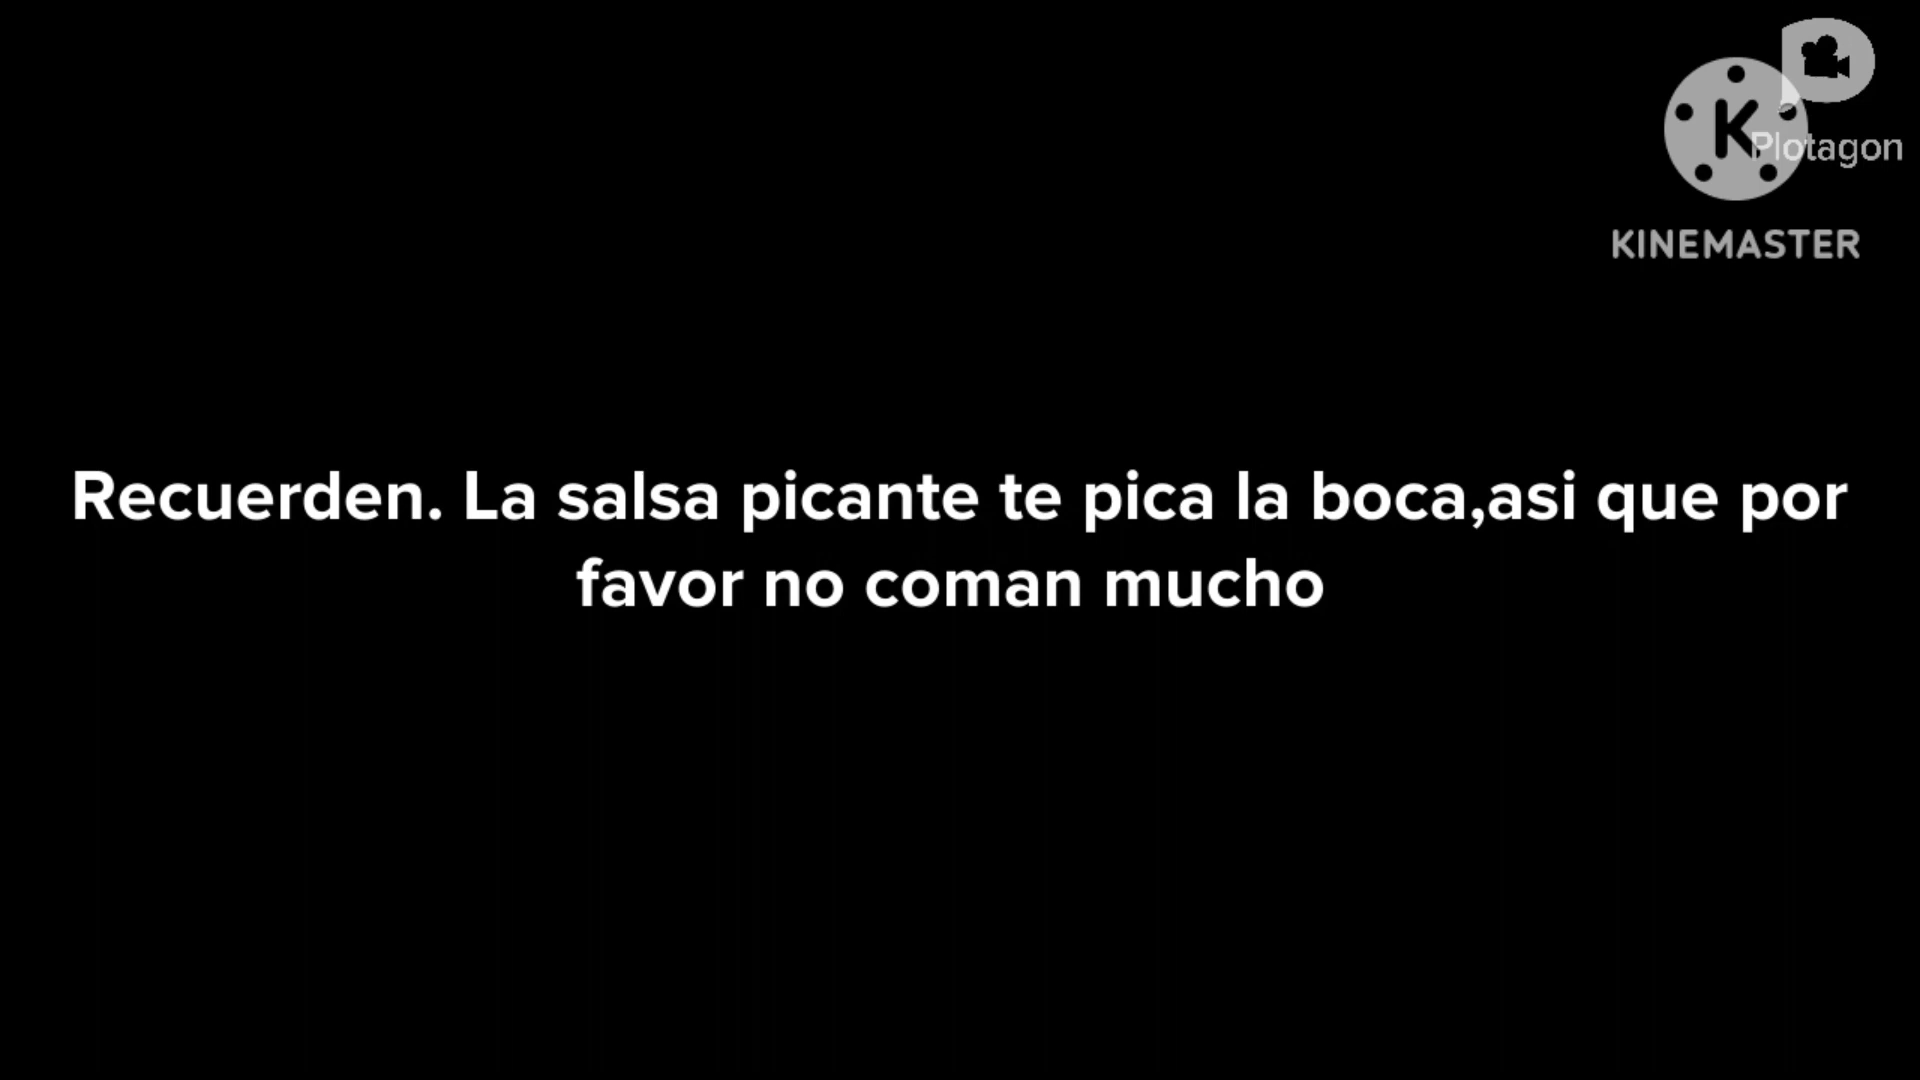 Plotagon
KINEMASTER
Recuerden. La salsa picante te pica la boca,asi que por
favor no coman mucho